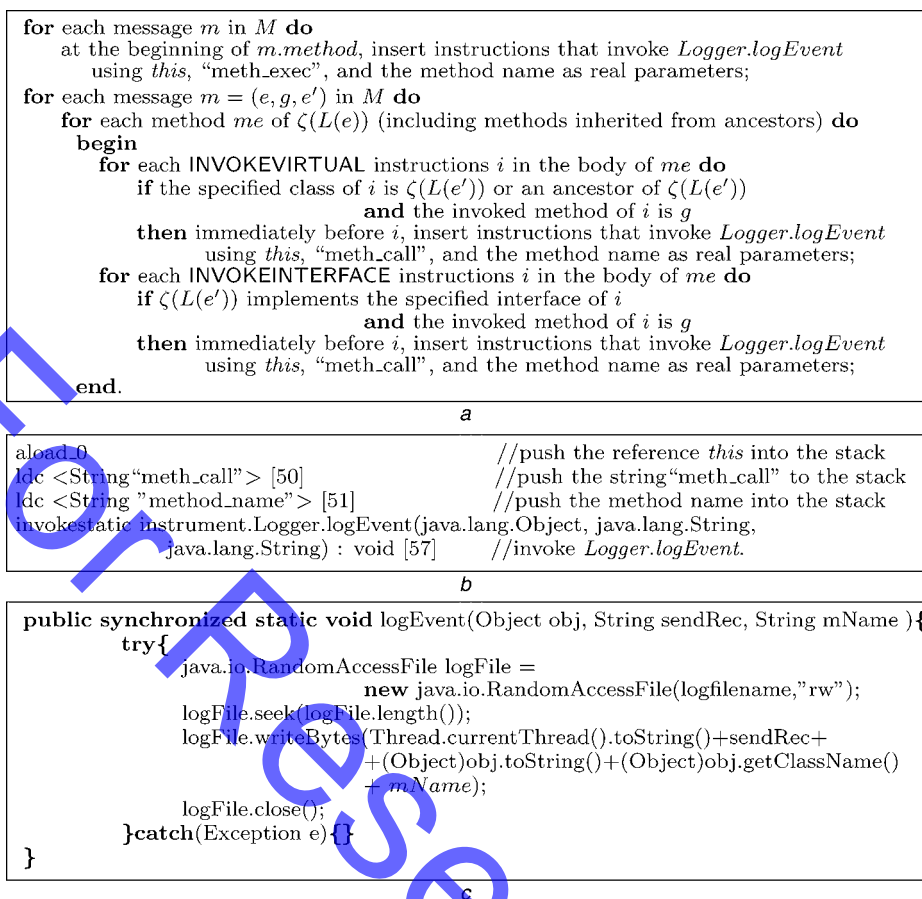 for each message m in M do
at the beginning of m.method, insert instructions that invoke Logger.logEvent
using this, “meth_exec”, and the method name as real parameters;
for each message m = (e, g, e′) in M do
for each method me of ζ(L(e)) (including methods inherited from ancestors) do
begin
for each INVOKEVIRTUAL instructions i in the body of me do
if the specified class of i is ζ(L(e′)) or an ancestor of ζ(L(e′))
and the invoked method of i is g
then immediately before i, insert instructions that invoke Logger.logEvent
using this, “meth_call”, and the method name as real parameters;
for each INVOKEINTERFACE instructions i in the body of me do
if ζ(L(e′)) implements the specified interface of i
and the invoked method of i is g
then immediately before i, insert instructions that invoke Logger.logEvent
using this, “meth_call”, and the method name as real parameters;
end.
a
aload_0 //push the reference this into the stack
ldc <String“meth_call”> [50] //push the string“meth_call” to the stack
ldc <String ”method_name”> [51] //push the method name into the stack
invokestatic instrument.Logger.logEvent(java.lang.Object, java.lang.String,
java.lang.String) : void [57] //invoke Logger.logEvent.
b
public synchronized static void logEvent(Object obj, String sendRec, String mName ){
try{
java.io.RandomAccessFile logFile =
new java.io.RandomAccessFile(logfilename,"rw");
logFile.seek(logFile.length());
logFile.writeBytes(Thread.currentThread().toString()+sendRec+
+(Object)obj.toString()+(Object)obj.getClassName()
+ mName);
logFile.close();
}catch(Exception e){}
}
c
For Rese